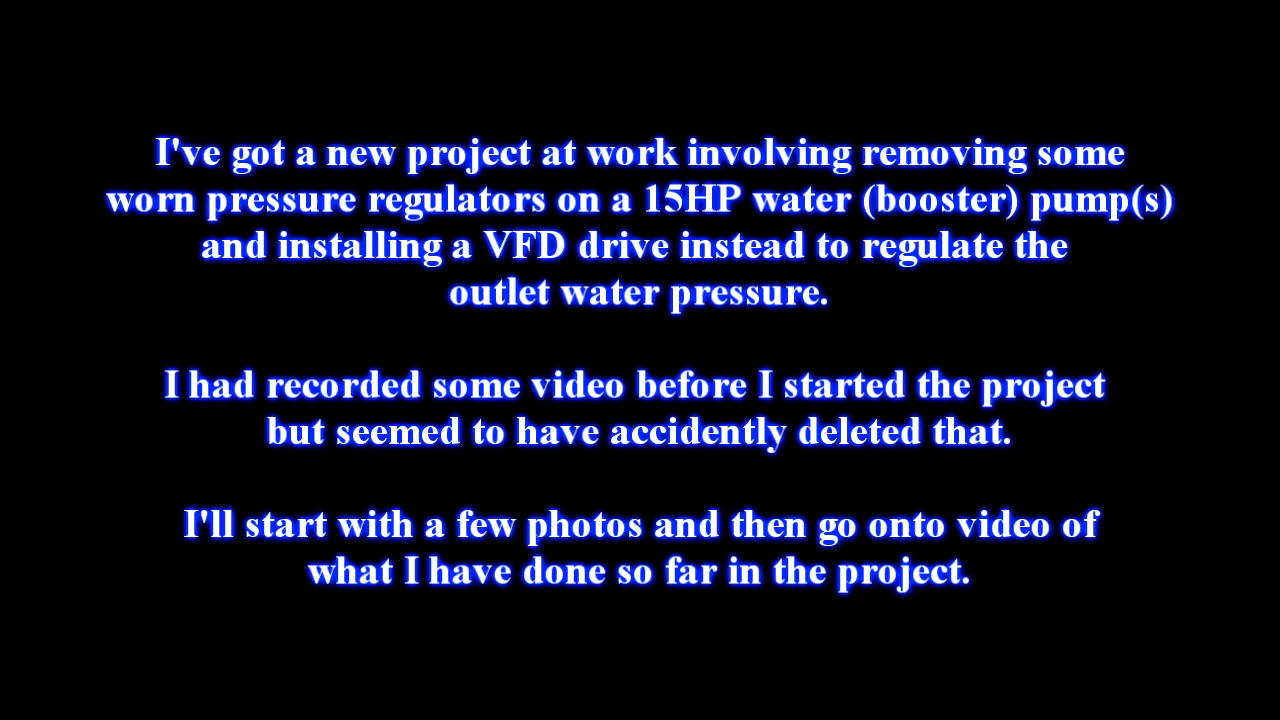 I've got a new project at work involving removing some
worn pressure regulators on a 15HP water (booster) pump(s)
and installing a VFD drive instead to regulate the
outlet water pressure.
I had recorded some video before I started the project
but seemed to have accidently deleted that.
I'll start with a few photos and then go onto video of
what I have done so far in the project.